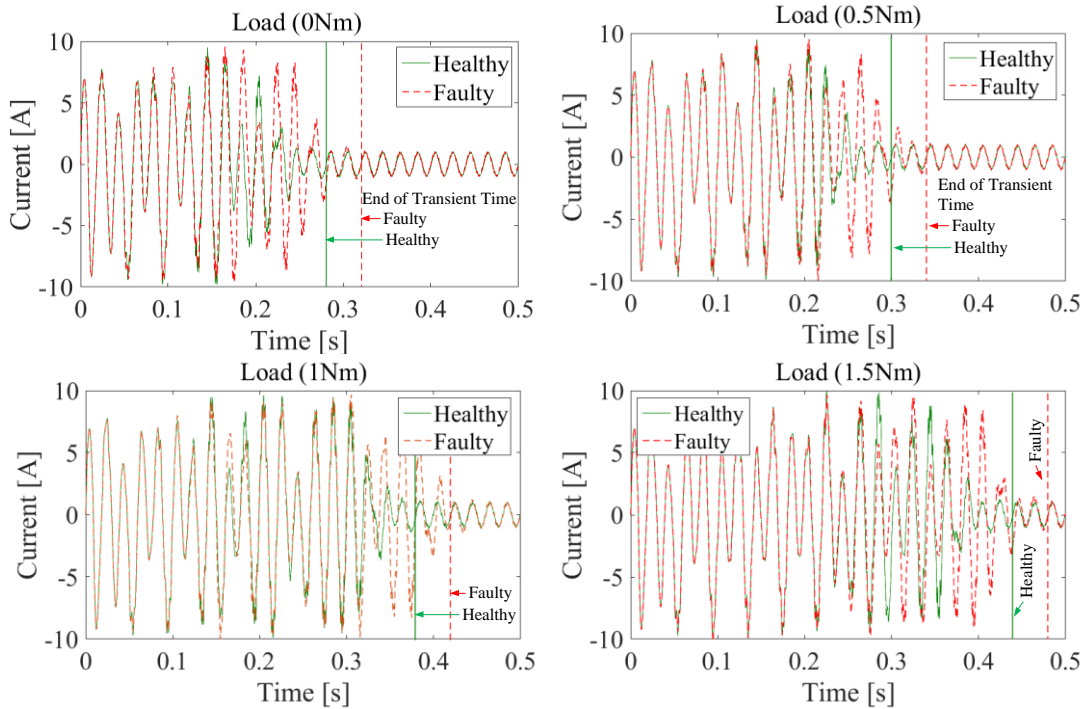 Load (0Nm)
10
5
0
-5
-10
Current [A]
Healthy
Faulty
End of Transient Time
Faulty
Healthy
0
0.1
0.2
0.3
0.4
0.5
Time [s]
Load (0.5Nm)
10
5
0
-5
-10
Current [A]
Healthy
Faulty
End of Transient
Time
Faulty
Healthy
0
0.1
0.2
0.3
0.4
0.5
Time [s]
Load (1Nm)
10
5
0
-5
-10
Current [A]
Healthy
Faulty
Faulty
Healthy
0
0.1
0.2
0.3
0.4
0.5
Time [s]
Load (1.5Nm)
10
5
0
-5
-10
Current [A]
Healthy
Faulty
Faulty
Healthy
0
0.1
0.2
0.3
0.4
0.5
Time [s]